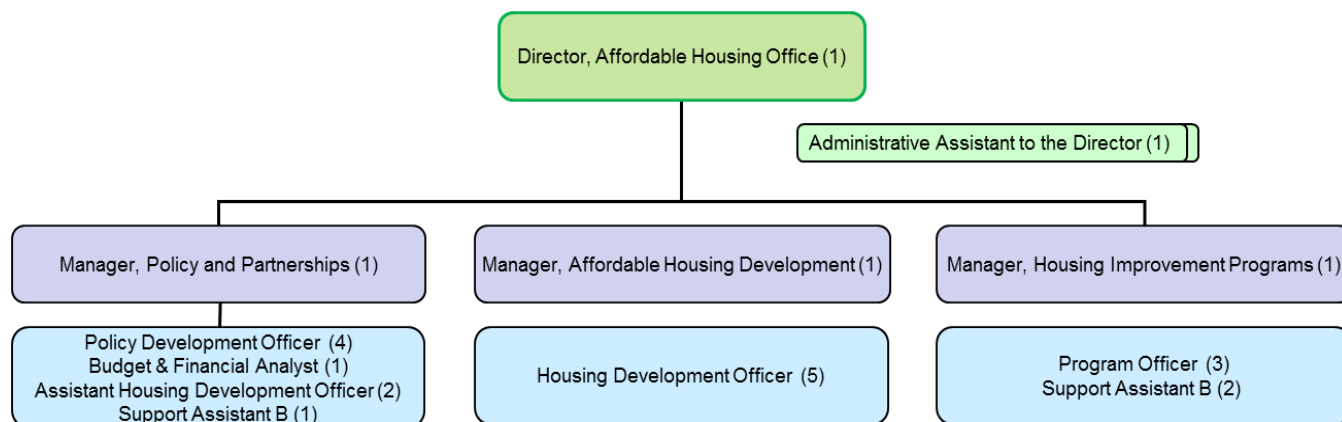 Director, Affordable Housing Office (1)
Administrative Assistant to the Director (1)
Manager, Policy and Partnerships (1)
Manager, Affordable Housing Development (1)
Manager, Housing Improvement Programs (1)
Policy Development Officer (4)
Budget & Financial Analyst (1)
Assistant Housing Development Officer (2)
Support Assistant B (1)
Housing Development Officer (5)
Program Officer (3)
Support Assistant B (2)